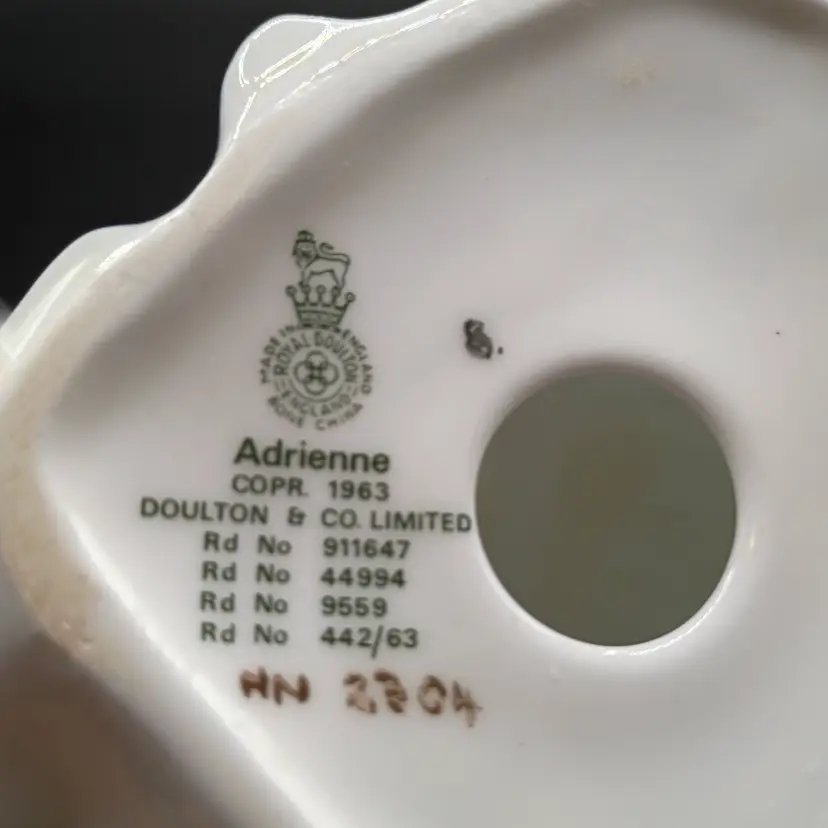 MADE IN ENGLAND
ROYAL DOULTON
ENGLAND
BONE CHINA
Adrienne
COPR. 1963
DOULTON & CO. LIMITED
Rd No 911647
Rd No 44994
Rd No 9559
Rd No 442/63
HN 2304